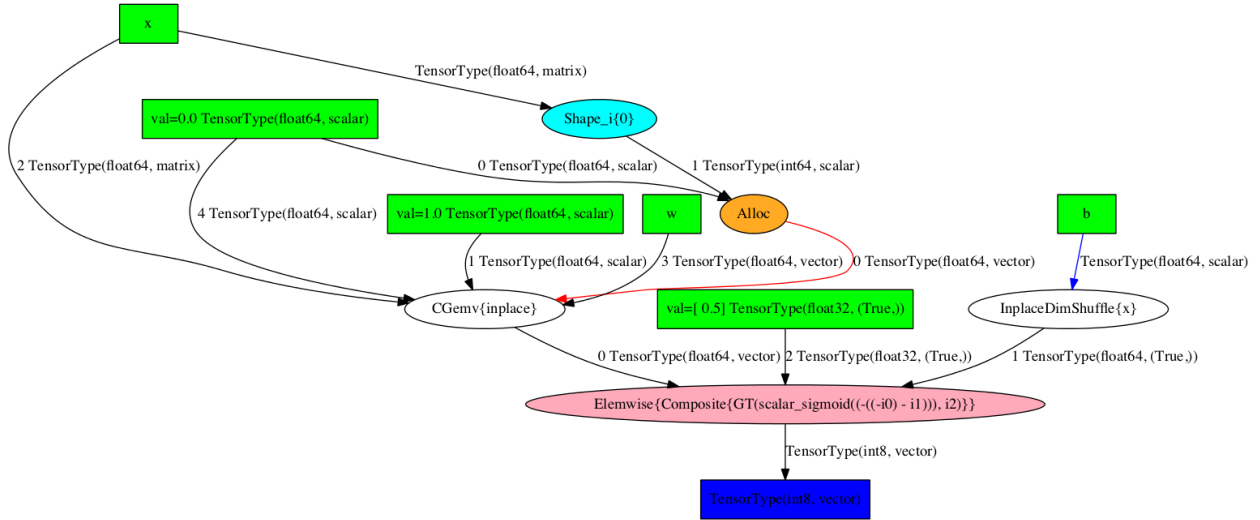 x
TensorType(float64, matrix)
val=0.0 TensorType(float64, scalar)
Shape_i{0}
2 TensorType(float64, matrix)
0 TensorType(float64, scalar)
1 TensorType(int64, scalar)
4 TensorType(float64, scalar)
val=1.0 TensorType(float64, scalar)
w
Alloc
b
1 TensorType(float64, scalar)
3 TensorType(float64, vector)
0 TensorType(float64, vector)
TensorType(float64, scalar)
CGemv{inplace}
val=[ 0.5] TensorType(float32, (True,))
InplaceDimShuffle{x}
0 TensorType(float64, vector)
2 TensorType(float32, (True,))
1 TensorType(float64, (True,))
Elemwise{Composite{GT(scalar_sigmoid((-((-i0) - i1))), i2)}}
TensorType(int8, vector)
TensorType(int8, vector)